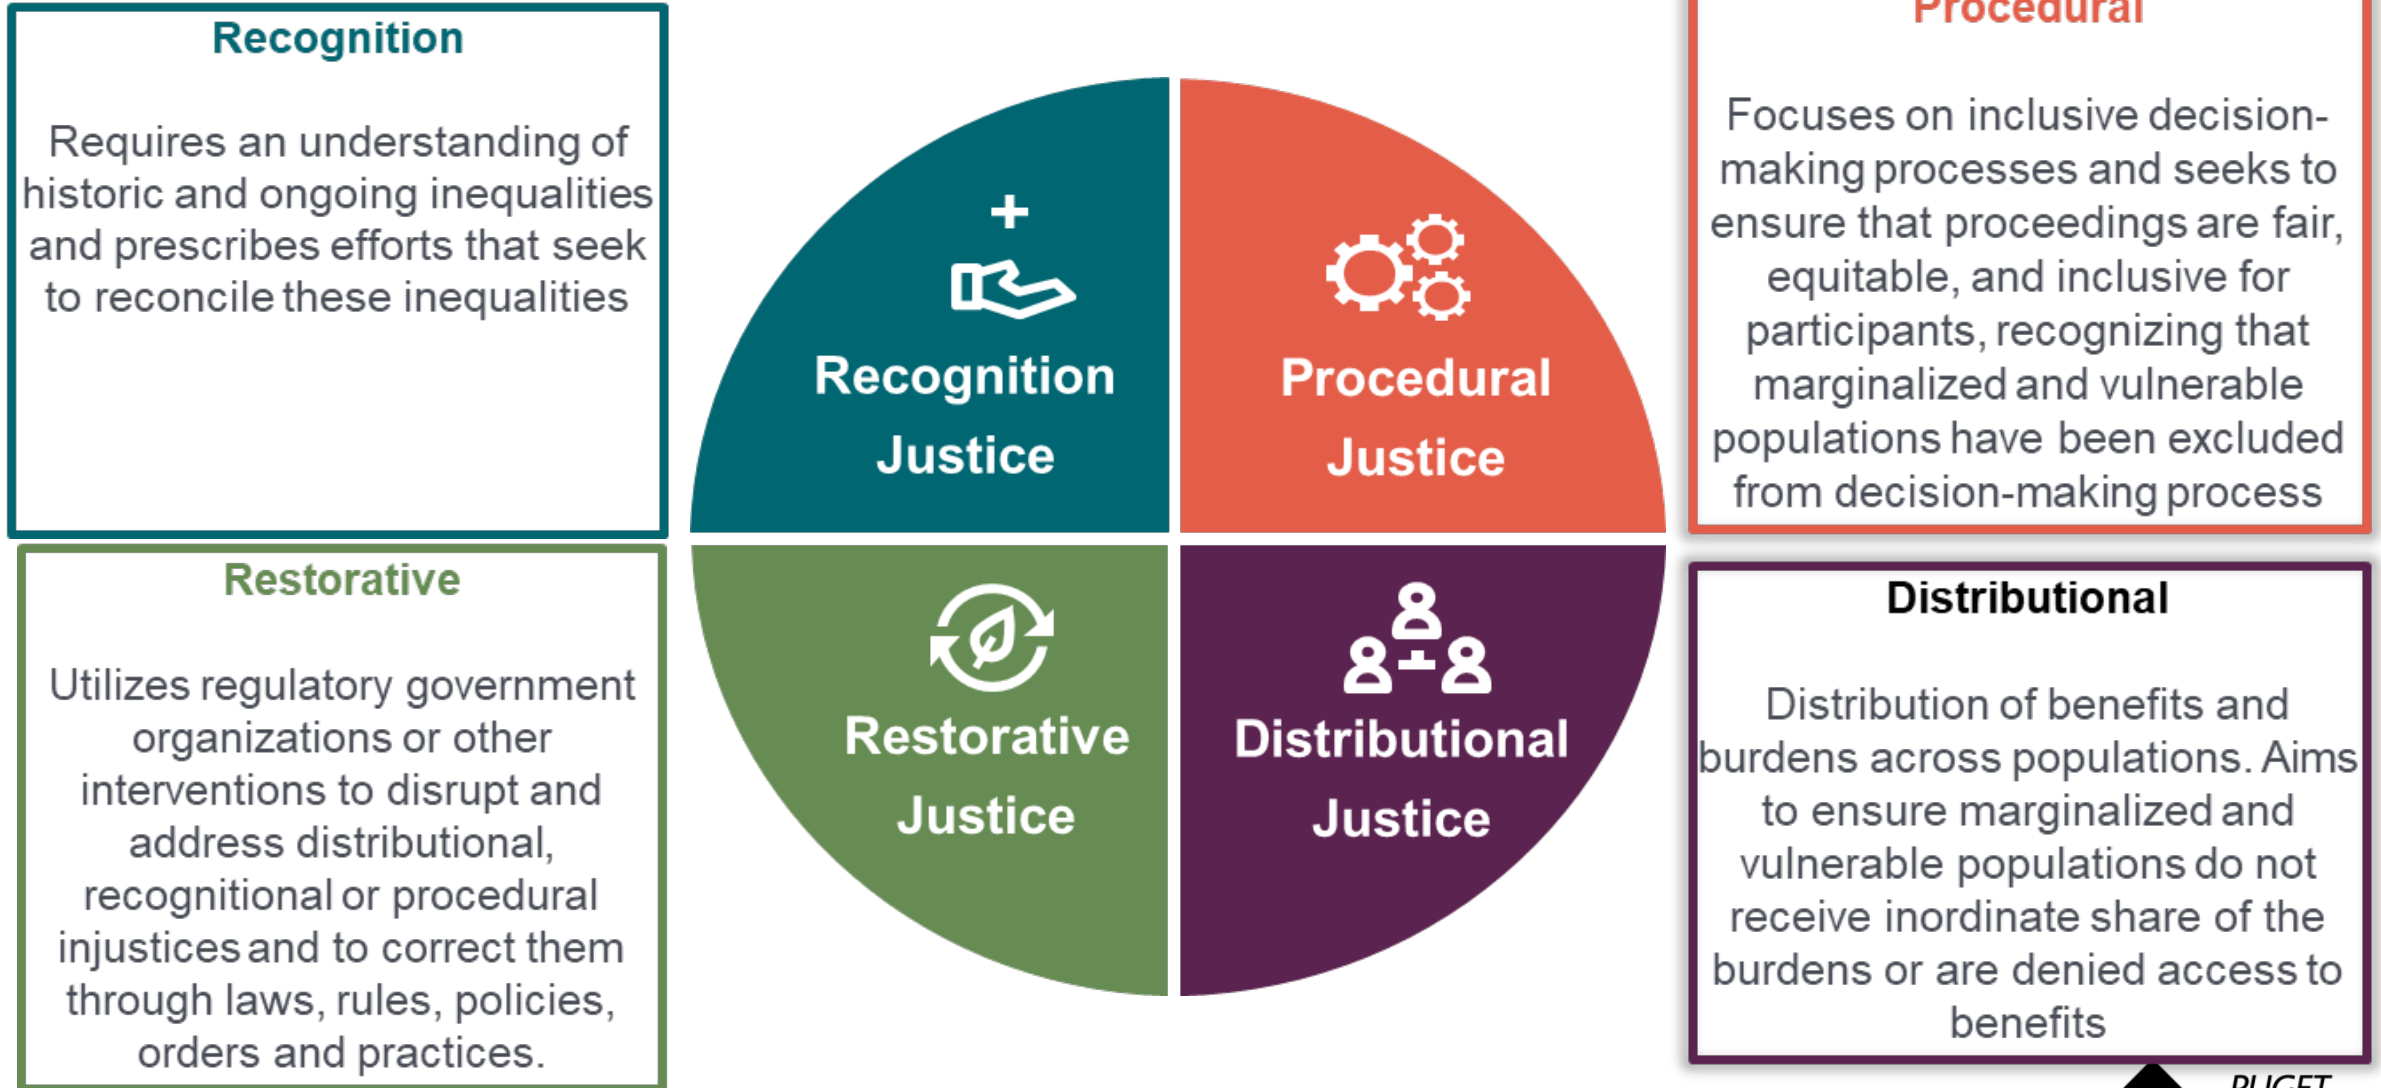 Recognition
Requires an understanding of
historic and ongoing inequalities
and prescribes efforts that seek
to reconcile these inequalities
Procedural
Focuses on inclusive decision-
making processes and seeks to
ensure that proceedings are fair,
equitable, and inclusive for
participants, recognizing that
marginalized and vulnerable
populations have been excluded
from decision-making process
Recognition
Justice
Procedural
Justice
Restorative
Justice
Distributional
Justice
Restorative
Utilizes regulatory government
organizations or other
interventions to disrupt and
address distributional,
recognitional or procedural
injustices and to correct them
through laws, rules, policies,
orders and practices.
Distributional
Distribution of benefits and
burdens across populations. Aims
to ensure marginalized and
vulnerable populations do not
receive inordinate share of the
burdens or are denied access to
benefits
PUGET